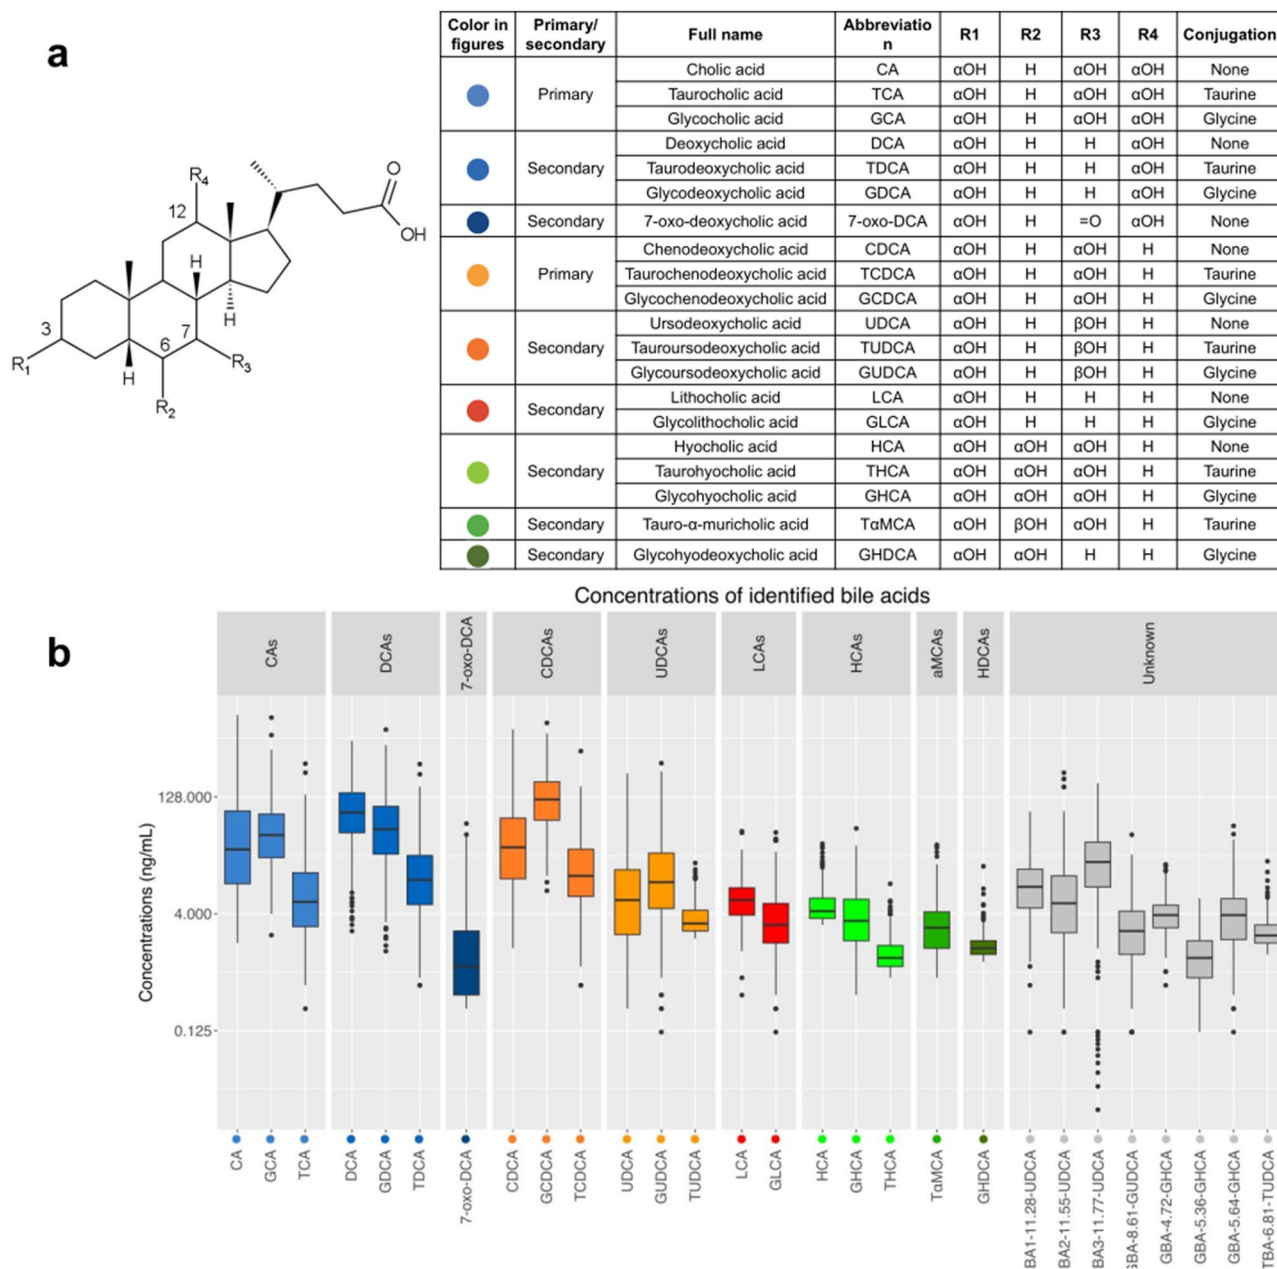 a
R4
12
O
OH
H
H
3
7
6
R1
H
R3
R2
Color in figures Primary/ secondary Full name Abbreviatio n R1 R2 R3 R4 Conjugation
Primary
Cholic acid CA αOH H αOH αOH None
Taurocholic acid TCA αOH H αOH αOH Taurine
Glycocholic acid GCA αOH H αOH αOH Glycine
Secondary
Deoxycholic acid DCA αOH H H αOH None
Taurodeoxycholic acid TDCA αOH H H αOH Taurine
Glycodeoxycholic acid GDCA αOH H H αOH Glycine
Secondary 7-oxo-deoxycholic acid 7-oxo-DCA αOH H =O αOH None
Primary
Chenodeoxycholic acid CDCA αOH H αOH H None
Taurochenodeoxycholic acid TCDCA αOH H αOH H Taurine
Glycochenodeoxycholic acid GCDCA αOH H αOH H Glycine
Secondary
Ursodeoxycholic acid UDCA αOH H βOH H None
Tauroursodeoxycholic acid TUDCA αOH H βOH H Taurine
Glycoursodeoxycholic acid GUDCA αOH H βOH H Glycine
Secondary
Lithocholic acid LCA αOH H H H None
Glycolithocholic acid GLCA αOH H H H Glycine
Secondary
Hyocholic acid HCA αOH αOH αOH H None
Taurohyocholic acid THCA αOH αOH αOH H Taurine
Glycohyocholic acid GHCA αOH αOH αOH H Glycine
Secondary Tauro-α-muricholic acid TαMCA αOH βOH αOH H Taurine
Secondary Glycohyodeoxycholic acid GHDCA αOH αOH H H Glycine
b
Concentrations of identified bile acids
CAs
DCAs
7-oxo-DCA
CDCAs
UDCAs
LCAs
HCAs
aMCAs
HDCAs
Unknown
Concentrations (ng/mL)
128.000
4.000
0.125
CA
GCA
TCA
DCA
GDCA
TDCA
7-oxo-DCA
CDCA
GCDCA
TCDCA
UDCA
GUDCA
TUDCA
LCA
GLCA
HCA
GHCA
THCA
TαMCA
GHDCA
BA1-11.28-UDCA
BA2-11.55-UDCA
BA3-11.77-UDCA
GBA-8.61-GUDCA
GBA-4.72-GHCA
GBA-5.36-GHCA
GBA-5.64-GHCA
TBA-6.81-TUDCA